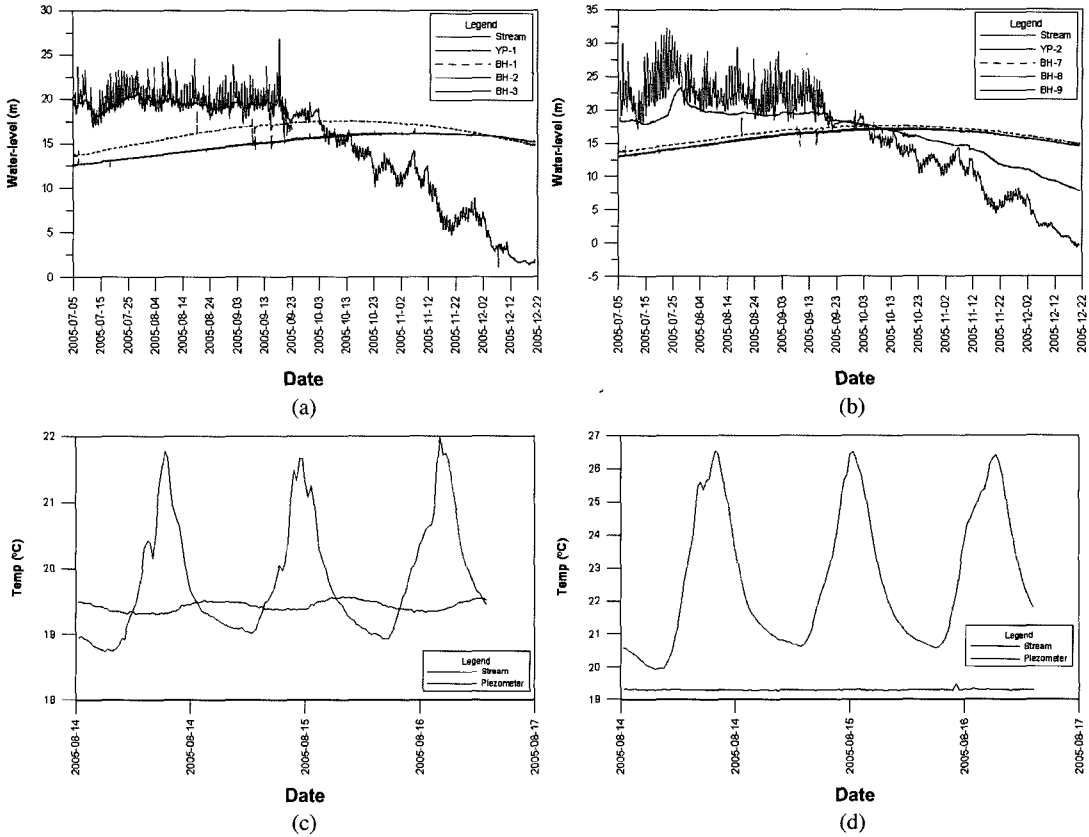 30
25
20
15
10
5
0
Water-level (m)
Legend
Stream
YP-1
BH-1
BH-2
BH-3
2005-07-05
2005-07-15
2005-07-25
2005-08-04
2005-08-14
2005-08-24
2005-09-03
2005-09-13
2005-09-23
2005-10-03
2005-10-13
2005-10-23
2005-11-02
2005-11-12
2005-11-22
2005-12-02
2005-12-12
2005-12-22
Date
(a)
35
30
25
20
15
10
5
0
-5
Water-level (m)
Legend
Stream
YP-2
BH-7
BH-8
BH-9
2005-07-05
2005-07-15
2005-07-25
2005-08-04
2005-08-14
2005-08-24
2005-09-03
2005-09-13
2005-09-23
2005-10-03
2005-10-13
2005-10-23
2005-11-02
2005-11-12
2005-11-22
2005-12-02
2005-12-12
2005-12-22
Date
(b)
22
21
20
19
18
Temp (°C)
Legend
Stream
Piezometer
2005-08-14
2005-08-14
2005-08-15
2005-08-16
2005-08-17
Date
(c)
27
26
25
24
23
22
21
20
19
Temp (°C)
Legend
Stream
Piezometer
2005-08-14
2005-08-14
2005-08-15
2005-08-16
2005-08-17
Date
(d)